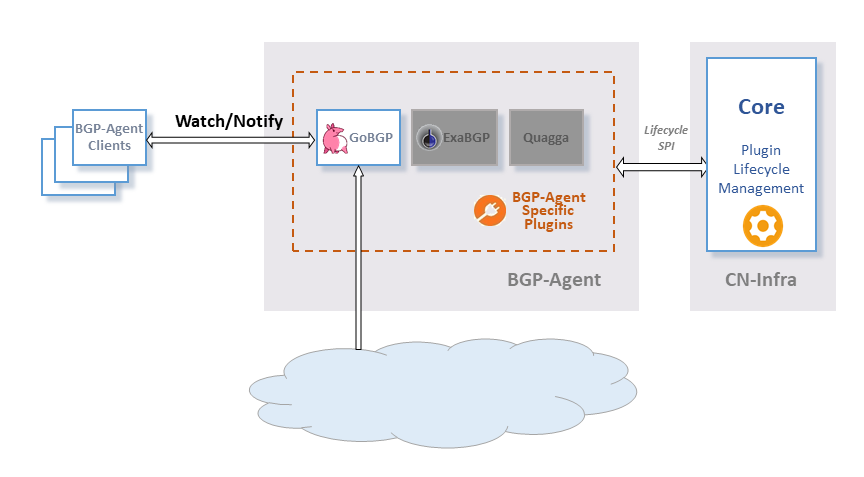 BGP-Agent
Clients
Watch/Notify
GoBGP
ExaBGP
Quagga
BGP-Agent
Specific
Plugins
BGP-Agent
Lifecycle
SPI
Core
Plugin
Lifecycle
Management
CN-Infra